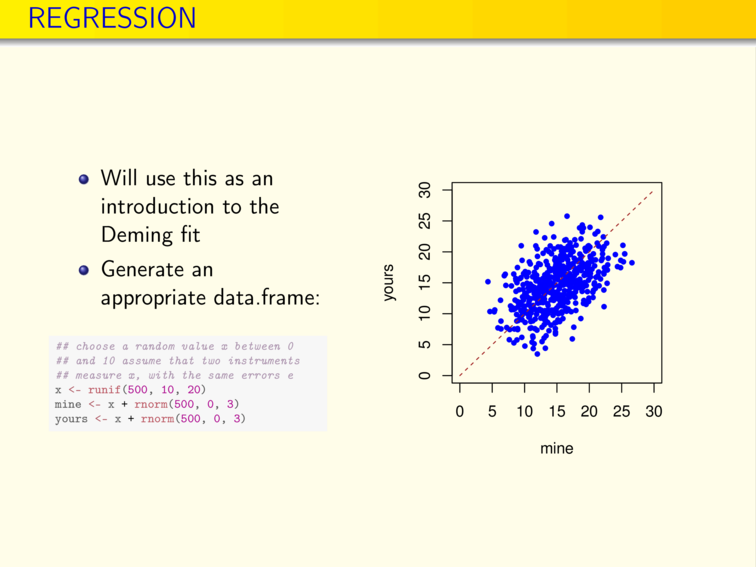 REGRESSION
Will use this as an
introduction to the
Deming fit
Generate an
appropriate data.frame:
## choose a random value x between 0
## and 10 assume that two instruments
## measure x, with the same errors e
x <- runif(500, 10, 20)
mine <- x + rnorm(500, 0, 3)
yours <- x + rnorm(500, 0, 3)
yours
30
25
20
15
10
5
0
0 5 10 15 20 25 30
mine